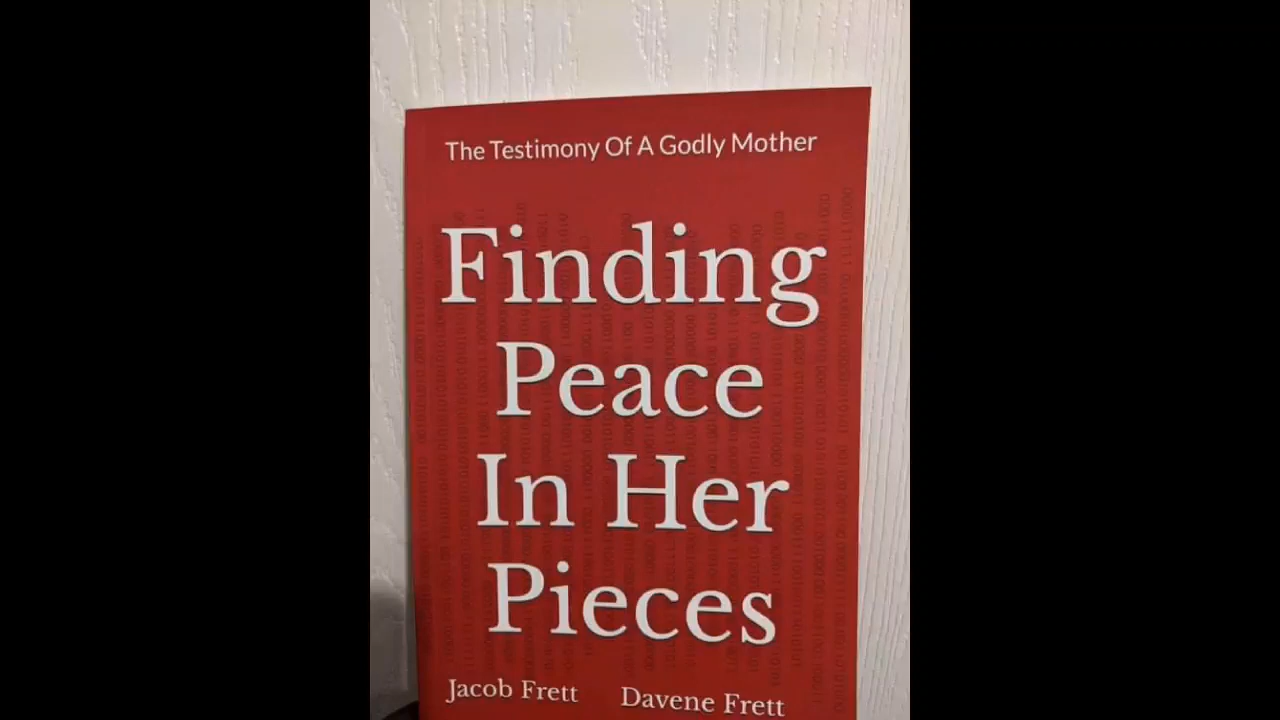 The Testimony Of A Godly Mother
Finding
Peace
In Her
Pieces
Jacob Frett Davene Frett